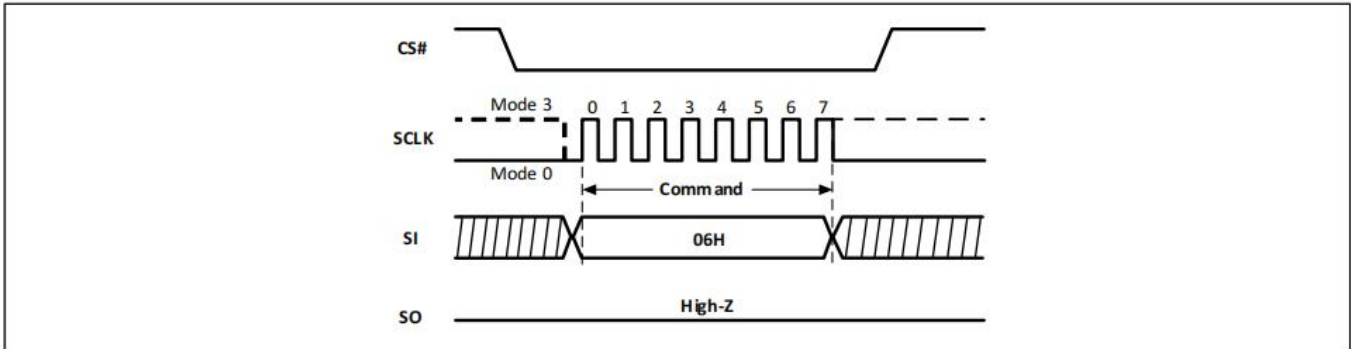 CS#
Mode 3 0 1 2 3 4 5 6 7
SCLK
Mode 0
Command
SI 06H
High-Z
SO